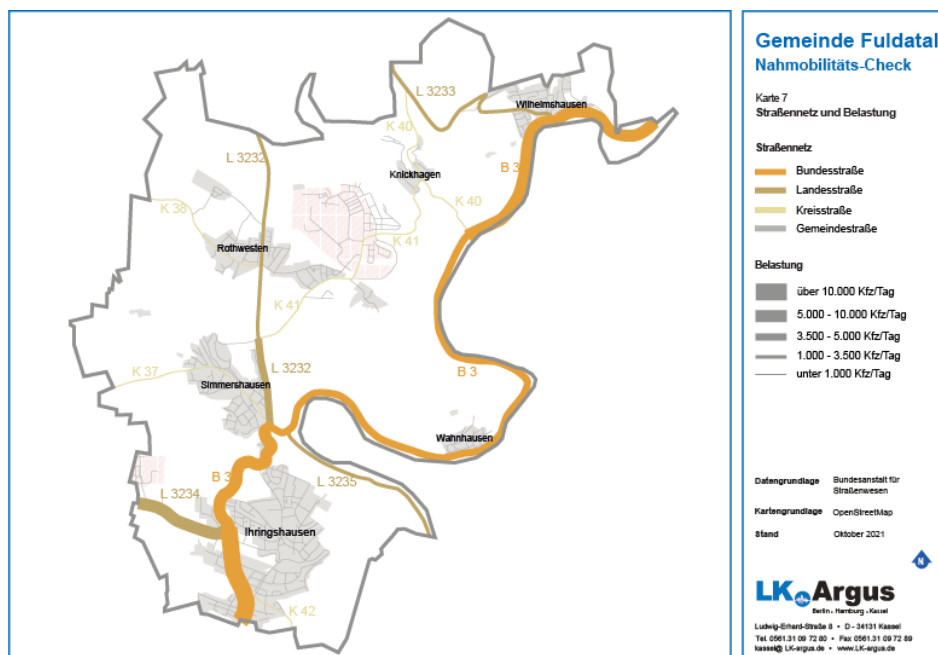 L 3233
Wilhelmshausen
K 40
L 3232
B 3
Knickhagen
K 38
K 40
K 41
Rothwesten
K 41
L 3232
K 37
B 3
Simmershausen
Wahnhausen
B 3
L 3235
L 3234
Ihringshausen
K 42
Gemeinde Fuldatal
Nahmobilitäts-Check
Karte 7
Straßennetz und Belastung
Straßennetz
Bundesstraße
Landesstraße
Kreisstraße
Gemeindestraße
Belastung
über 10.000 Kfz/Tag
5.000 - 10.000 Kfz/Tag
3.500 - 5.000 Kfz/Tag
1.000 - 3.500 Kfz/Tag
unter 1.000 Kfz/Tag
Datengrundlage Bundesanstalt für
Straßenwesen
Kartengrundlage OpenStreetMap
Stand Oktober 2021
N
LK Argus
Berlin • Hamburg • Kassel
Ludwig-Erhard-Straße 8 • D - 34131 Kassel
Tel. 0561.31 09 72 80 • Fax 0561.31 09 72 89
kassel@ LK-argus.de • www.LK-argus.de